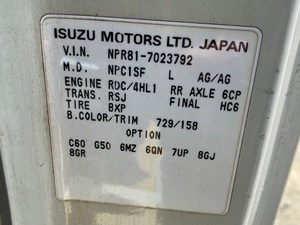 ISUZU MOTORS LTD. JAPAN
V.I.N. NPR81-7023792
M.D. NPC1SF L AG/AG
ENGINE RDC/4HL1 RR AXLE 6CP
TRANS. RSJ FINAL HC6
TIRE 8XP
B.COLOR/TRIM 729/158
OPTION
C60 G50 6MZ 6QN 7UP 8GJ
8GR